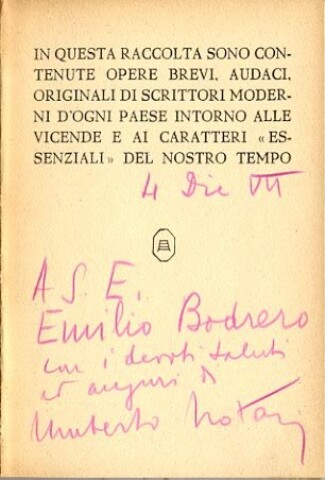 IN QUESTA RACCOLTA SONO CON-
TENUTE OPERE BREVI, AUDACI,
ORIGINALI DI SCRITTORI MODER-
NI D'OGNI PAESE INTORNO ALLE
VICENDE E AI CARATTERI «ES-
SENZIALI» DEL NOSTRO TEMPO
4 Dic VII
A S. E.
Emilio Bodrero
con i devoti saluti
ed auguri di
Umberto Notari